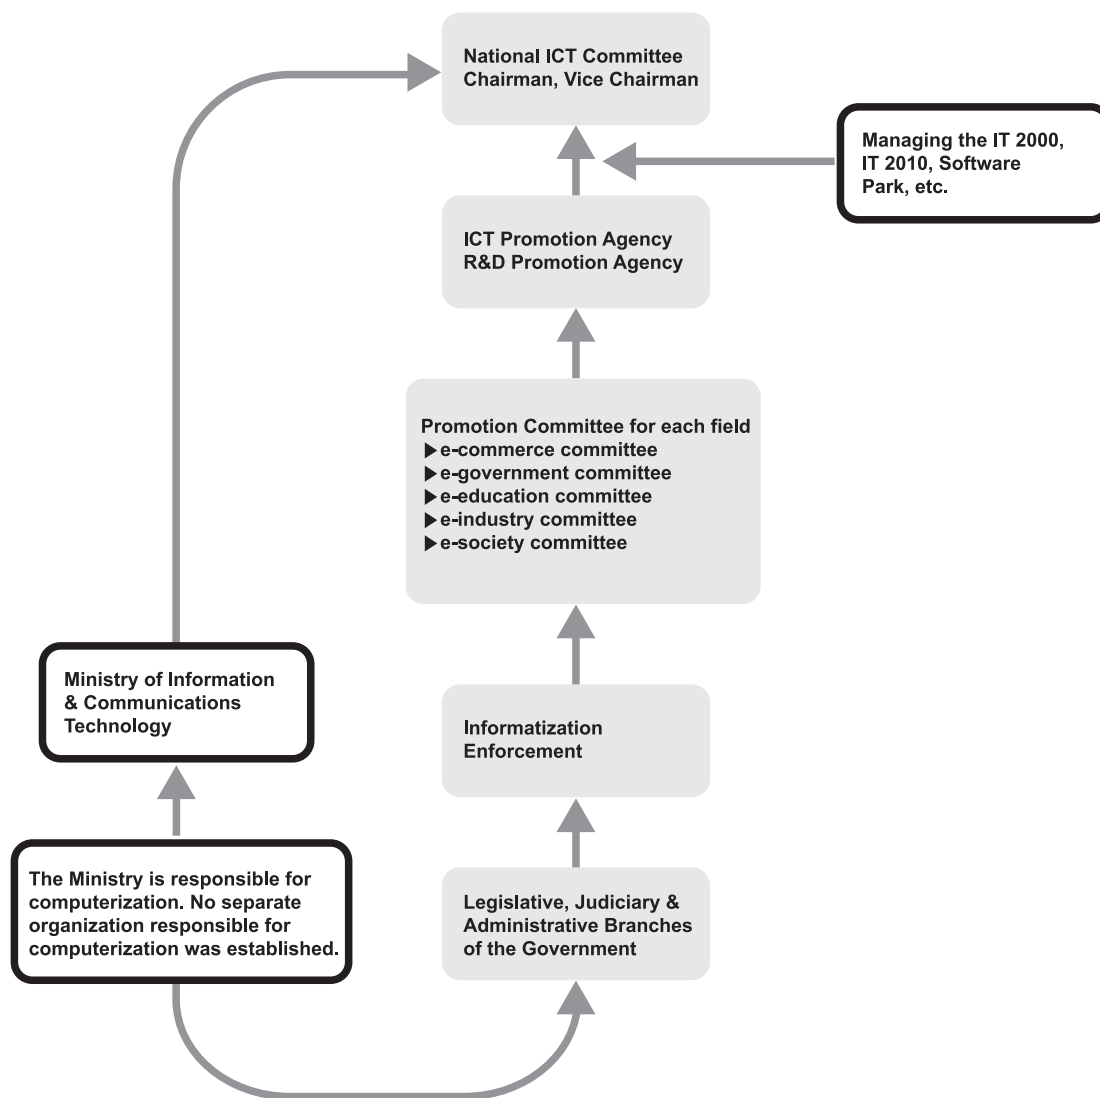 National ICT Committee
Chairman, Vice Chairman
Managing the IT 2000,
IT 2010, Software
Park, etc.
ICT Promotion Agency
R&D Promotion Agency
Promotion Committee for each field
▶e-commerce committee
▶e-government committee
▶e-education committee
▶e-industry committee
▶e-society committee
Ministry of Information
& Communications
Technology
Informatization
Enforcement
The Ministry is responsible for
computerization. No separate
organization responsible for
computerization was established.
Legislative, Judiciary &
Administrative Branches
of the Government